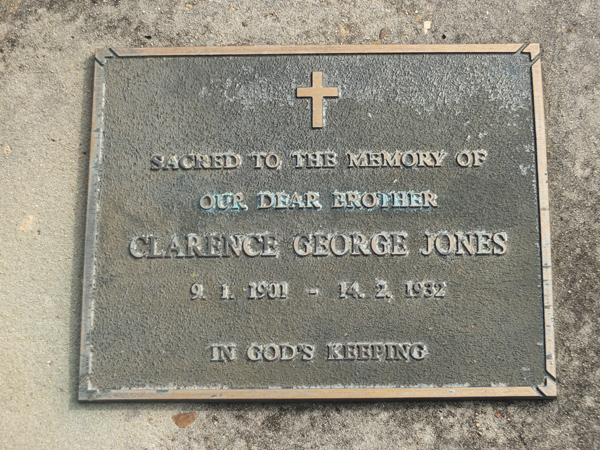 SACRED TO THE MEMORY OF
OUR DEAR BROTHER
CLARENCE GEORGE JONES
9. 1. 1901 - 14. 2. 1932
IN GOD'S KEEPING